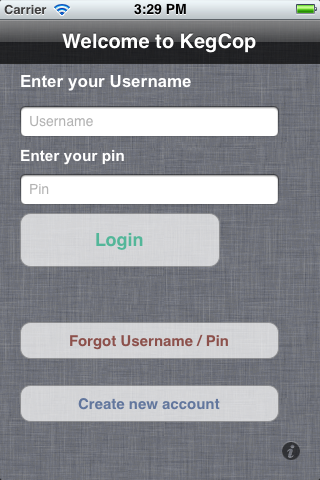 Carrier 3:29 PM
Welcome to KegCop
Enter your Username
Username
Enter your pin
Pin
Login
Forgot Username / Pin
Create new account
i